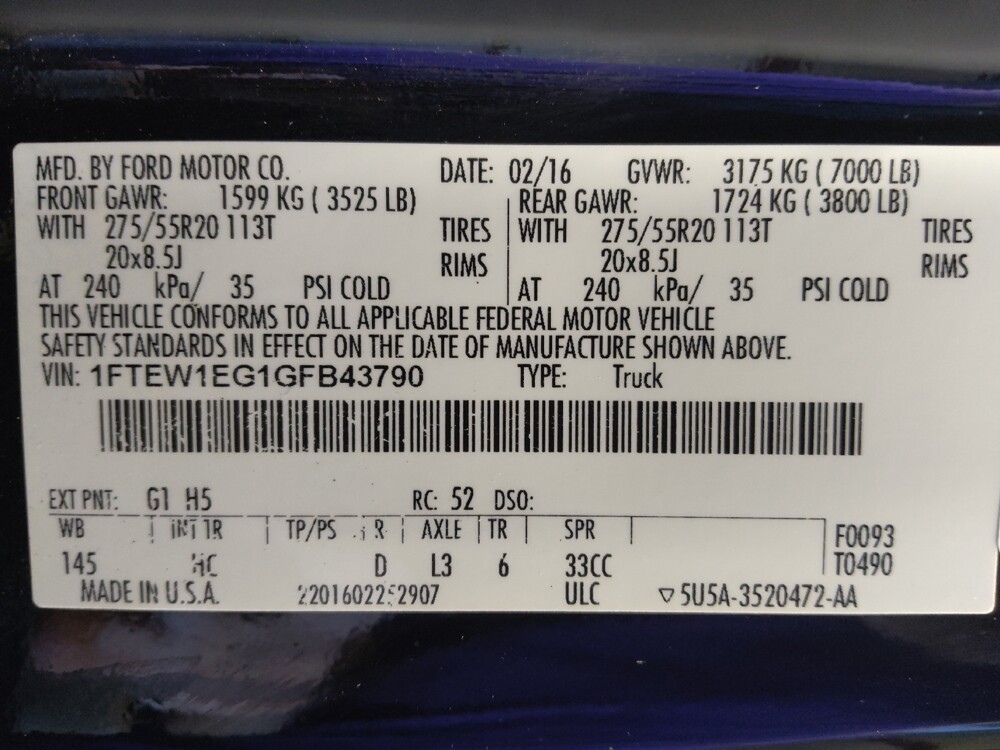 MFD. BY FORD MOTOR CO. DATE: 02/16 GVWR: 3175 KG ( 7000 LB)
FRONT GAWR: 1599 KG ( 3525 LB) REAR GAWR: 1724 KG ( 3800 LB)
WITH 275/55R20 113T TIRES WITH 275/55R20 113T TIRES
20x8.5J RIMS 20x8.5J RIMS
AT 240 kPa/ 35 PSI COLD AT 240 kPa/ 35 PSI COLD
THIS VEHICLE CONFORMS TO ALL APPLICABLE FEDERAL MOTOR VEHICLE
SAFETY STANDARDS IN EFFECT ON THE DATE OF MANUFACTURE SHOWN ABOVE.
VIN: 1FTEW1EG1GFB43790 TYPE: Truck
EXT PNT: G1 H5 RC: 52 DSO:
WB INT TR TP/PS R AXLE TR SPR F0093
145 HC D L3 6 33CC T0490
MADE IN U.S.A. 2201602252907 ULC ▽5U5A-3520472-AA